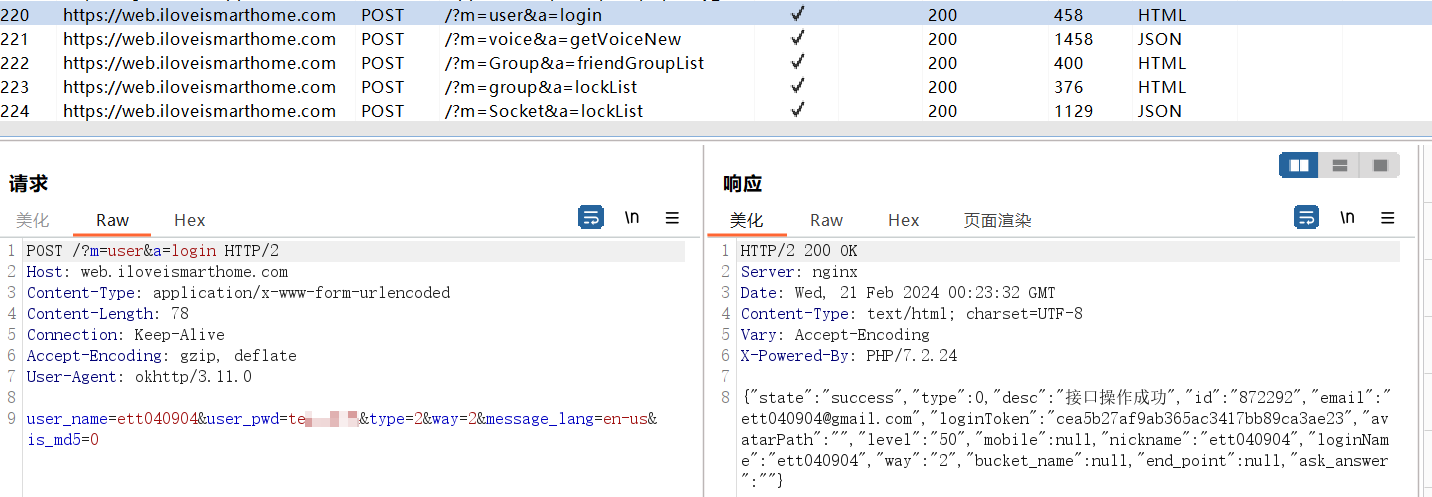 220 https://web.iloveismarthome.com POST /?m=user&a=login ✓ 200 458 HTML
221 https://web.iloveismarthome.com POST /?m=voice&a=getVoiceNew ✓ 200 1458 JSON
222 https://web.iloveismarthome.com POST /?m=Group&a=friendGroupList ✓ 200 400 HTML
223 https://web.iloveismarthome.com POST /?m=group&a=lockList ✓ 200 376 HTML
224 https://web.iloveismarthome.com POST /?m=Socket&a=lockList ✓ 200 1129 JSON
请求
美化 Raw Hex \n
1 POST /?m=user&a=login HTTP/2
2 Host: web.iloveismarthome.com
3 Content-Type: application/x-www-form-urlencoded
4 Content-Length: 78
5 Connection: Keep-Alive
6 Accept-Encoding: gzip, deflate
7 User-Agent: okhttp/3.11.0
8
9 user_name=ett040904&user_pwd=te&type=2&way=2&message_lang=en-us&
is_md5=0
响应
美化 Raw Hex 页面渲染 \n
1 HTTP/2 200 OK
2 Server: nginx
3 Date: Wed, 21 Feb 2024 00:23:32 GMT
4 Content-Type: text/html; charset=UTF-8
5 Vary: Accept-Encoding
6 X-Powered-By: PHP/7.2.24
7
8 {"state":"success","type":0,"desc":"接口操作成功","id":"872292","email":"
ett040904@gmail.com","loginToken":"cea5b27af9ab365ac3417bb89ca3ae23","av
atarPath":"","level":"50","mobile":null,"nickname":"ett040904","loginNam
e":"ett040904","way":"2","bucket_name":null,"end_point":null,"ask_answer
":""}